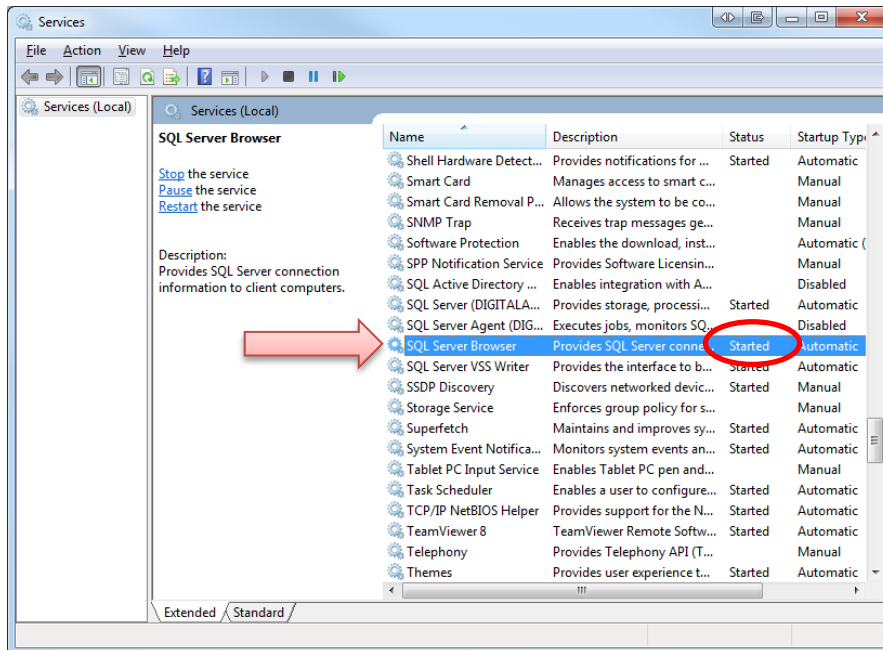 Services
File Action View Help
Services (Local)
Services (Local)
SQL Server Browser
Stop the service
Pause the service
Restart the service
Description:
Provides SQL Server connection
information to client computers.
Name Description Status Startup Type
Shell Hardware Detect... Provides notifications for ... Started Automatic
Smart Card Manages access to smart c... Manual
Smart Card Removal P... Allows the system to be co... Manual
SNMP Trap Receives trap messages ge... Manual
Software Protection Enables the download, inst... Automatic (
SPP Notification Service Provides Software Licensin... Manual
SQL Active Directory ... Enables integration with A... Disabled
SQL Server (DIGITALA... Provides storage, processi... Started Automatic
SQL Server Agent (DIG... Executes jobs, monitors SQ... Disabled
SQL Server Browser Provides SQL Server conne... Started Automatic
SQL Server VSS Writer Provides the interface to b... Started Automatic
SSDP Discovery Discovers networked devic... Started Manual
Storage Service Enforces group policy for s... Manual
Superfetch Maintains and improves sy... Started Automatic
System Event Notifica... Monitors system events an... Started Automatic
Tablet PC Input Service Enables Tablet PC pen and... Manual
Task Scheduler Enables a user to configure... Started Automatic
TCP/IP NetBIOS Helper Provides support for the N... Started Automatic
TeamViewer 8 TeamViewer Remote Softw... Started Automatic
Telephony Provides Telephony API (T... Manual
Themes Provides user experience t... Started Automatic
Extended Standard